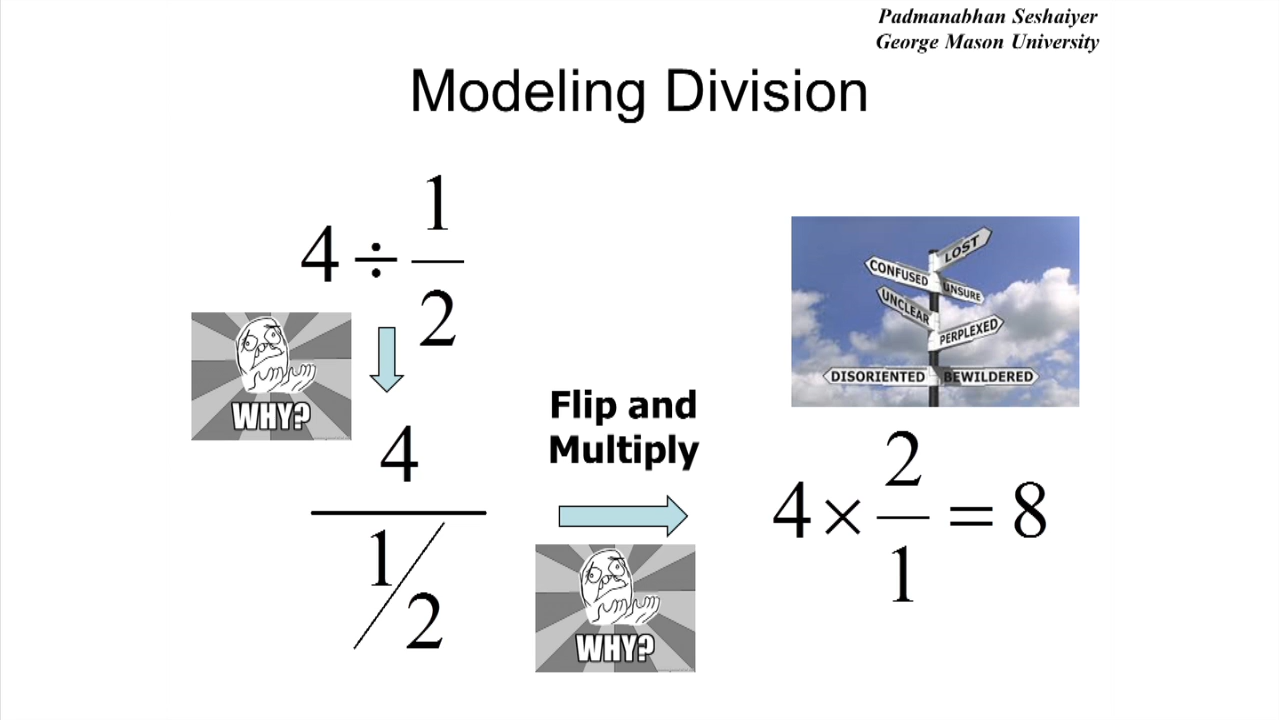 Padmanabhan Seshaiyer
George Mason University
Modeling Division
4 ÷ 1/2
WHY?
4
1/2
Flip and
Multiply
WHY?
LOST
CONFUSED
UNSURE
UNCLEAR
PERPLEXED
DISORIENTED
BEWILDERED
4 × 2/1 = 8